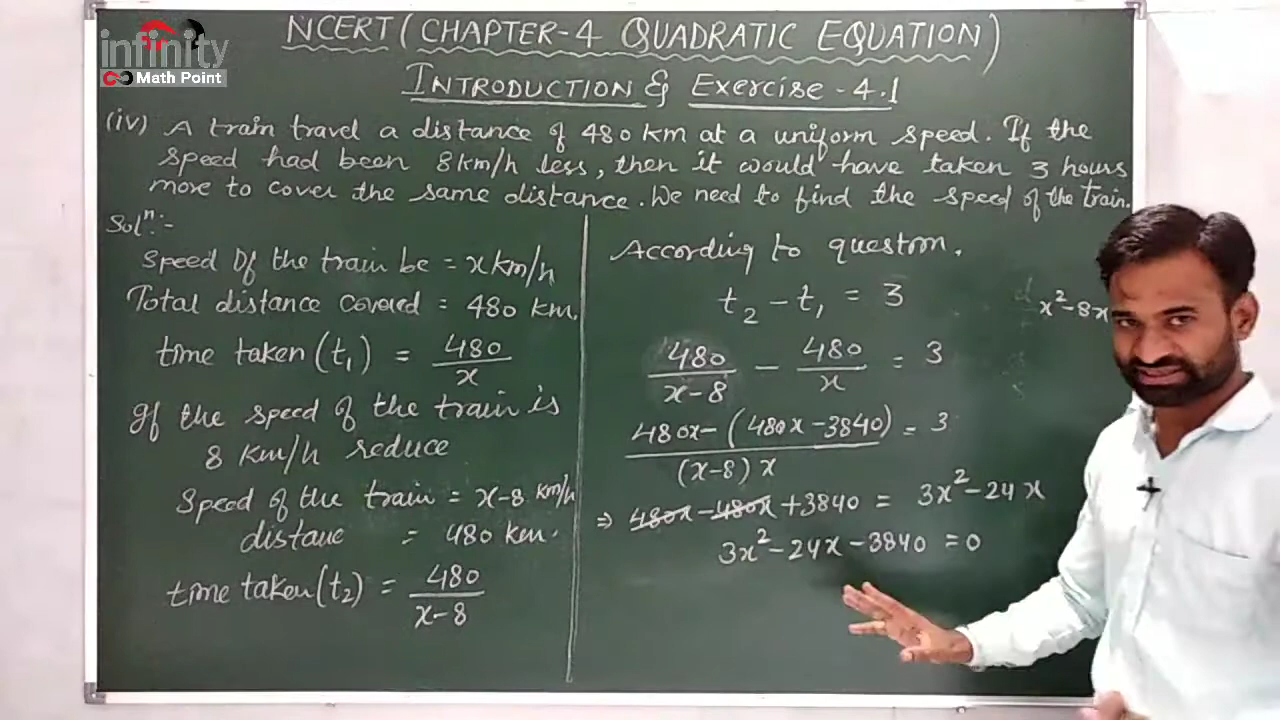 infinity
Math Point
NCERT (CHAPTER-4 QUADRATIC EQUATION)
INTRODUCTION & Exercise - 4.1
(iv) A train travel a distance of 480 km at a uniform speed. If the
speed had been 8km/h less, then it would have taken 3 hours
more to cover the same distance. We need to find the speed of the train.
Solⁿ:-
Speed Of the train be = x km/h
Total distance covered = 480 km.
time taken (t₁) = 480/x
If the speed of the train is
8 Km/h reduce
Speed of the train = x-8 km/h
distance = 480 km.
time taken (t₂) = 480/(x-8)
According to question.
t₂ - t₁ = 3
480/(x-8) - 480/x = 3
x²-8x
(480x - (480x - 3840))/((x-8) x) = 3
⇒ 480x - 480x + 3840 = 3x² - 24x
3x² - 24x - 3840 = 0